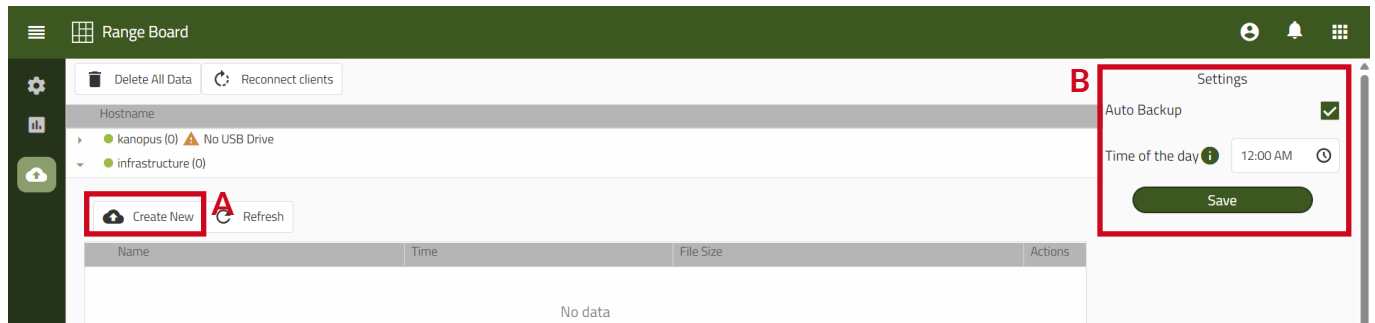 Range Board
Delete All Data Reconnect clients
B
Settings
Hostname
Auto Backup
kanopus (0) No USB Drive
infrastructure (0)
Time of the day i 12:00 AM
Save
A
Create New Refresh
Name Time File Size Actions
No data